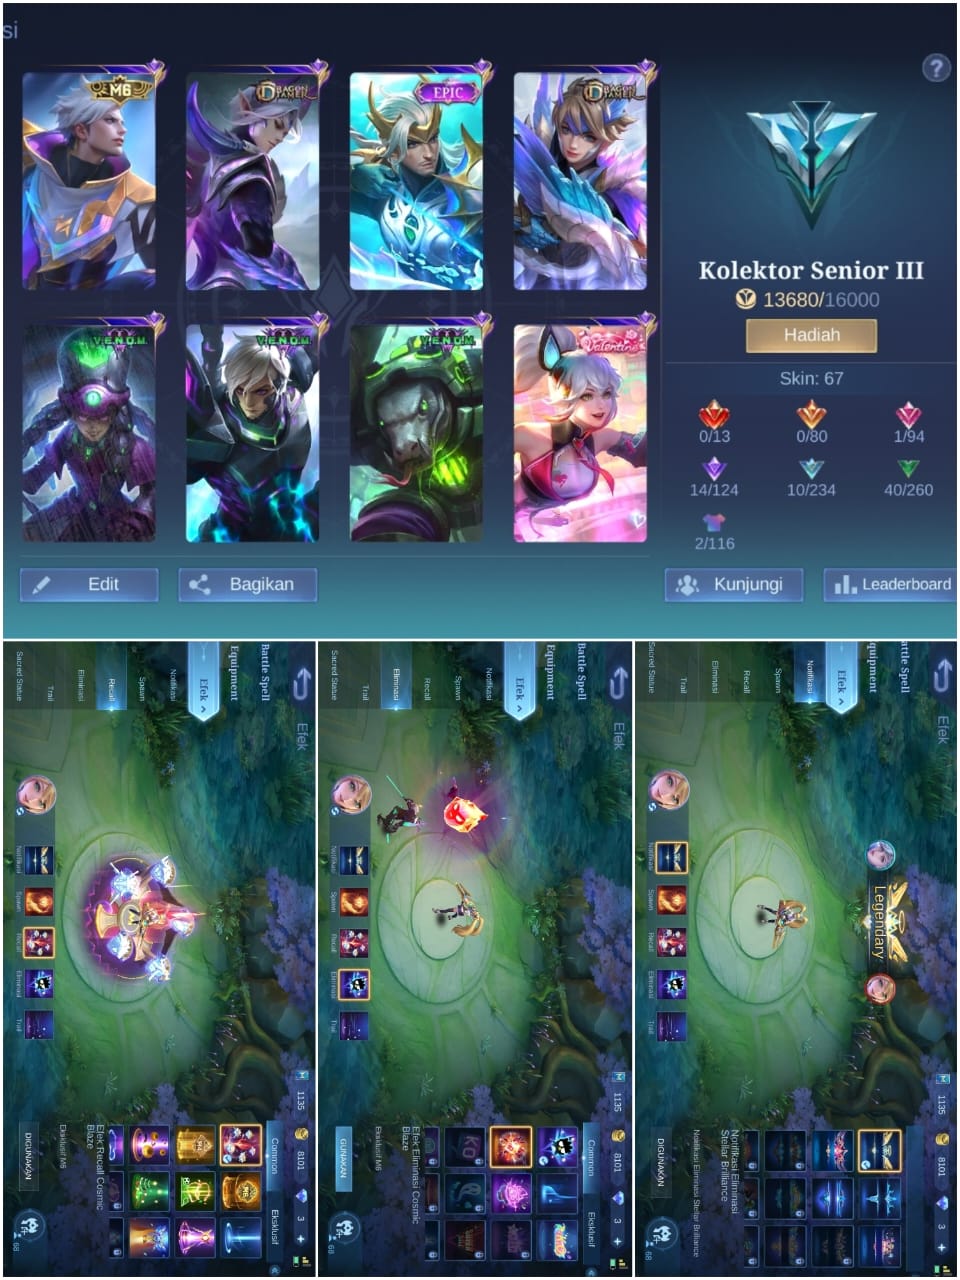 si
M6
DRAGON TAMER
EPIC
DRAGON TAMER
?
Kolektor Senior III
13680/16000
Hadiah
Skin: 67
V.E.N.O.M.
V.E.N.O.M.
V.E.N.O.M.
Valentine
0/13
0/80
1/94
14/124
10/234
40/260
2/116
Edit
Bagikan
Kunjungi
Leaderboard
Efek
Battle Spell
Equipment
Efek
Notifikasi
Spawn
Recall
Eliminasi
Trail
Sacred Statue
Notifikasi
Spawn
Recall
Eliminasi
Trail
1135
8101
3
+
Common
Eksklusif
Efek Recall Cosmic
Blaze
Eksklusif M6
DIGUNAKAN
68
Efek
Battle Spell
Equipment
Efek
Notifikasi
Spawn
Recall
Eliminasi
Trail
Sacred Statue
Notifikasi
Spawn
Recall
Eliminasi
Trail
1135
8101
3
+
Common
Eksklusif
KO
Efek Eliminasi Cosmic
Blaze
Eksklusif M6
GUNAKAN
68
Efek
attle Spell
quipment
Efek
Notifikasi
Spawn
Recall
Eliminasi
Trail
Sacred Statue
Legendary
Notifikasi
Spawn
Recall
Eliminasi
Trail
1135
8101
3
+
Notifikasi Eliminasi
Stellar Brilliance
Notifikasi Eliminasi Stellar Brilliance
DIGUNAKAN
68